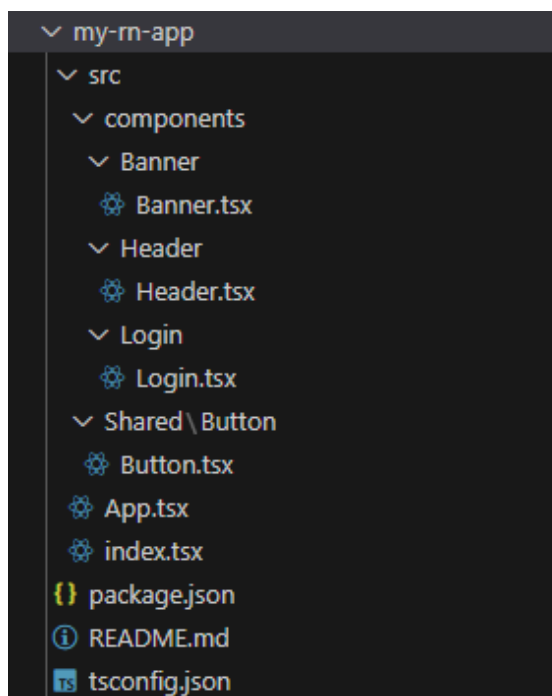 my-rn-app
src
components
Banner
Banner.tsx
Header
Header.tsx
Login
Login.tsx
Shared\Button
Button.tsx
App.tsx
index.tsx
{} package.json
README.md
TS tsconfig.json